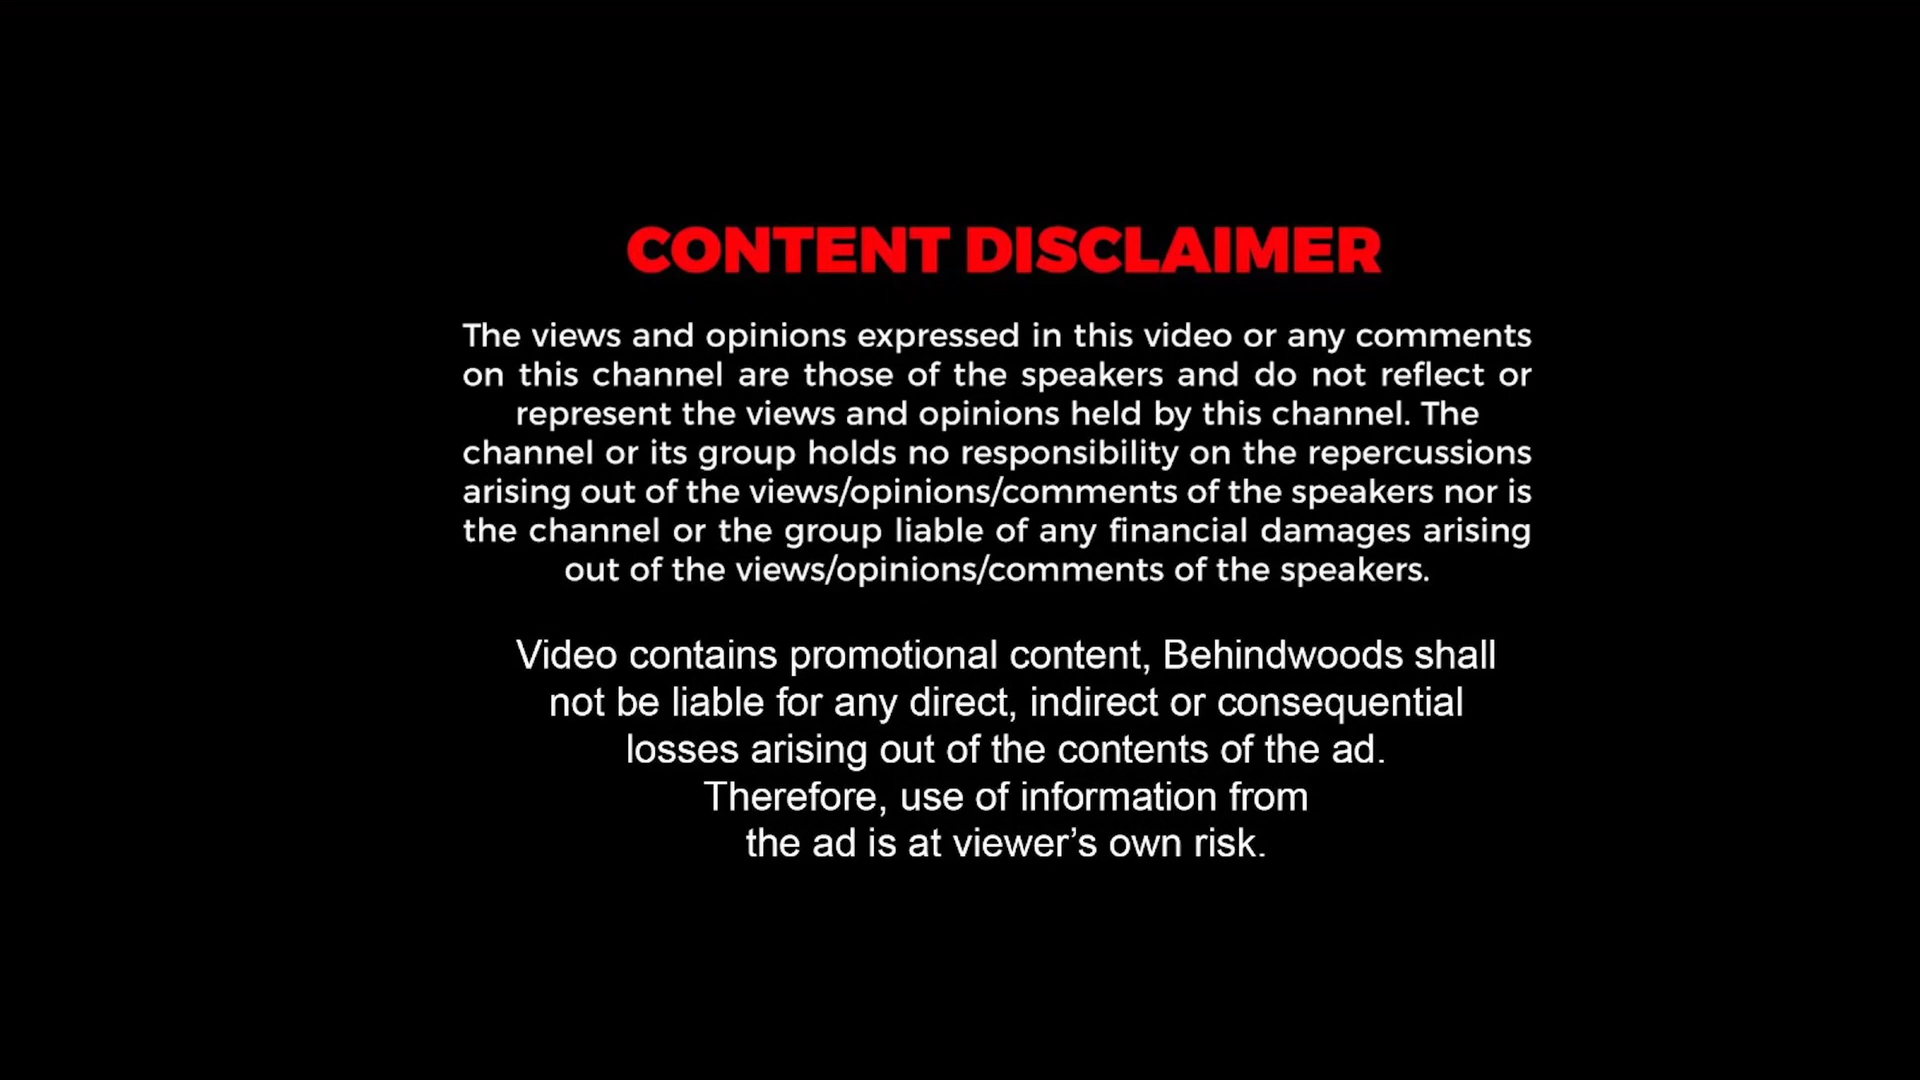 CONTENT DISCLAIMER
The views and opinions expressed in this video or any comments
on this channel are those of the speakers and do not reflect or
represent the views and opinions held by this channel. The
channel or its group holds no responsibility on the repercussions
arising out of the views/opinions/comments of the speakers nor is
the channel or the group liable of any financial damages arising
out of the views/opinions/comments of the speakers.
Video contains promotional content, Behindwoods shall
not be liable for any direct, indirect or consequential
losses arising out of the contents of the ad.
Therefore, use of information from
the ad is at viewer’s own risk.